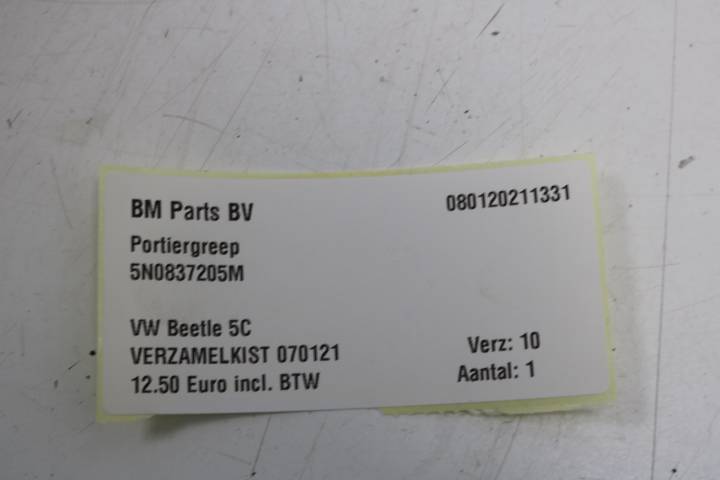 BM Parts BV
080120211331
Portiergreep
5N0837205M
VW Beetle 5C
VERZAMELKIST 070121
Verz: 10
12.50 Euro incl. BTW
Aantal: 1